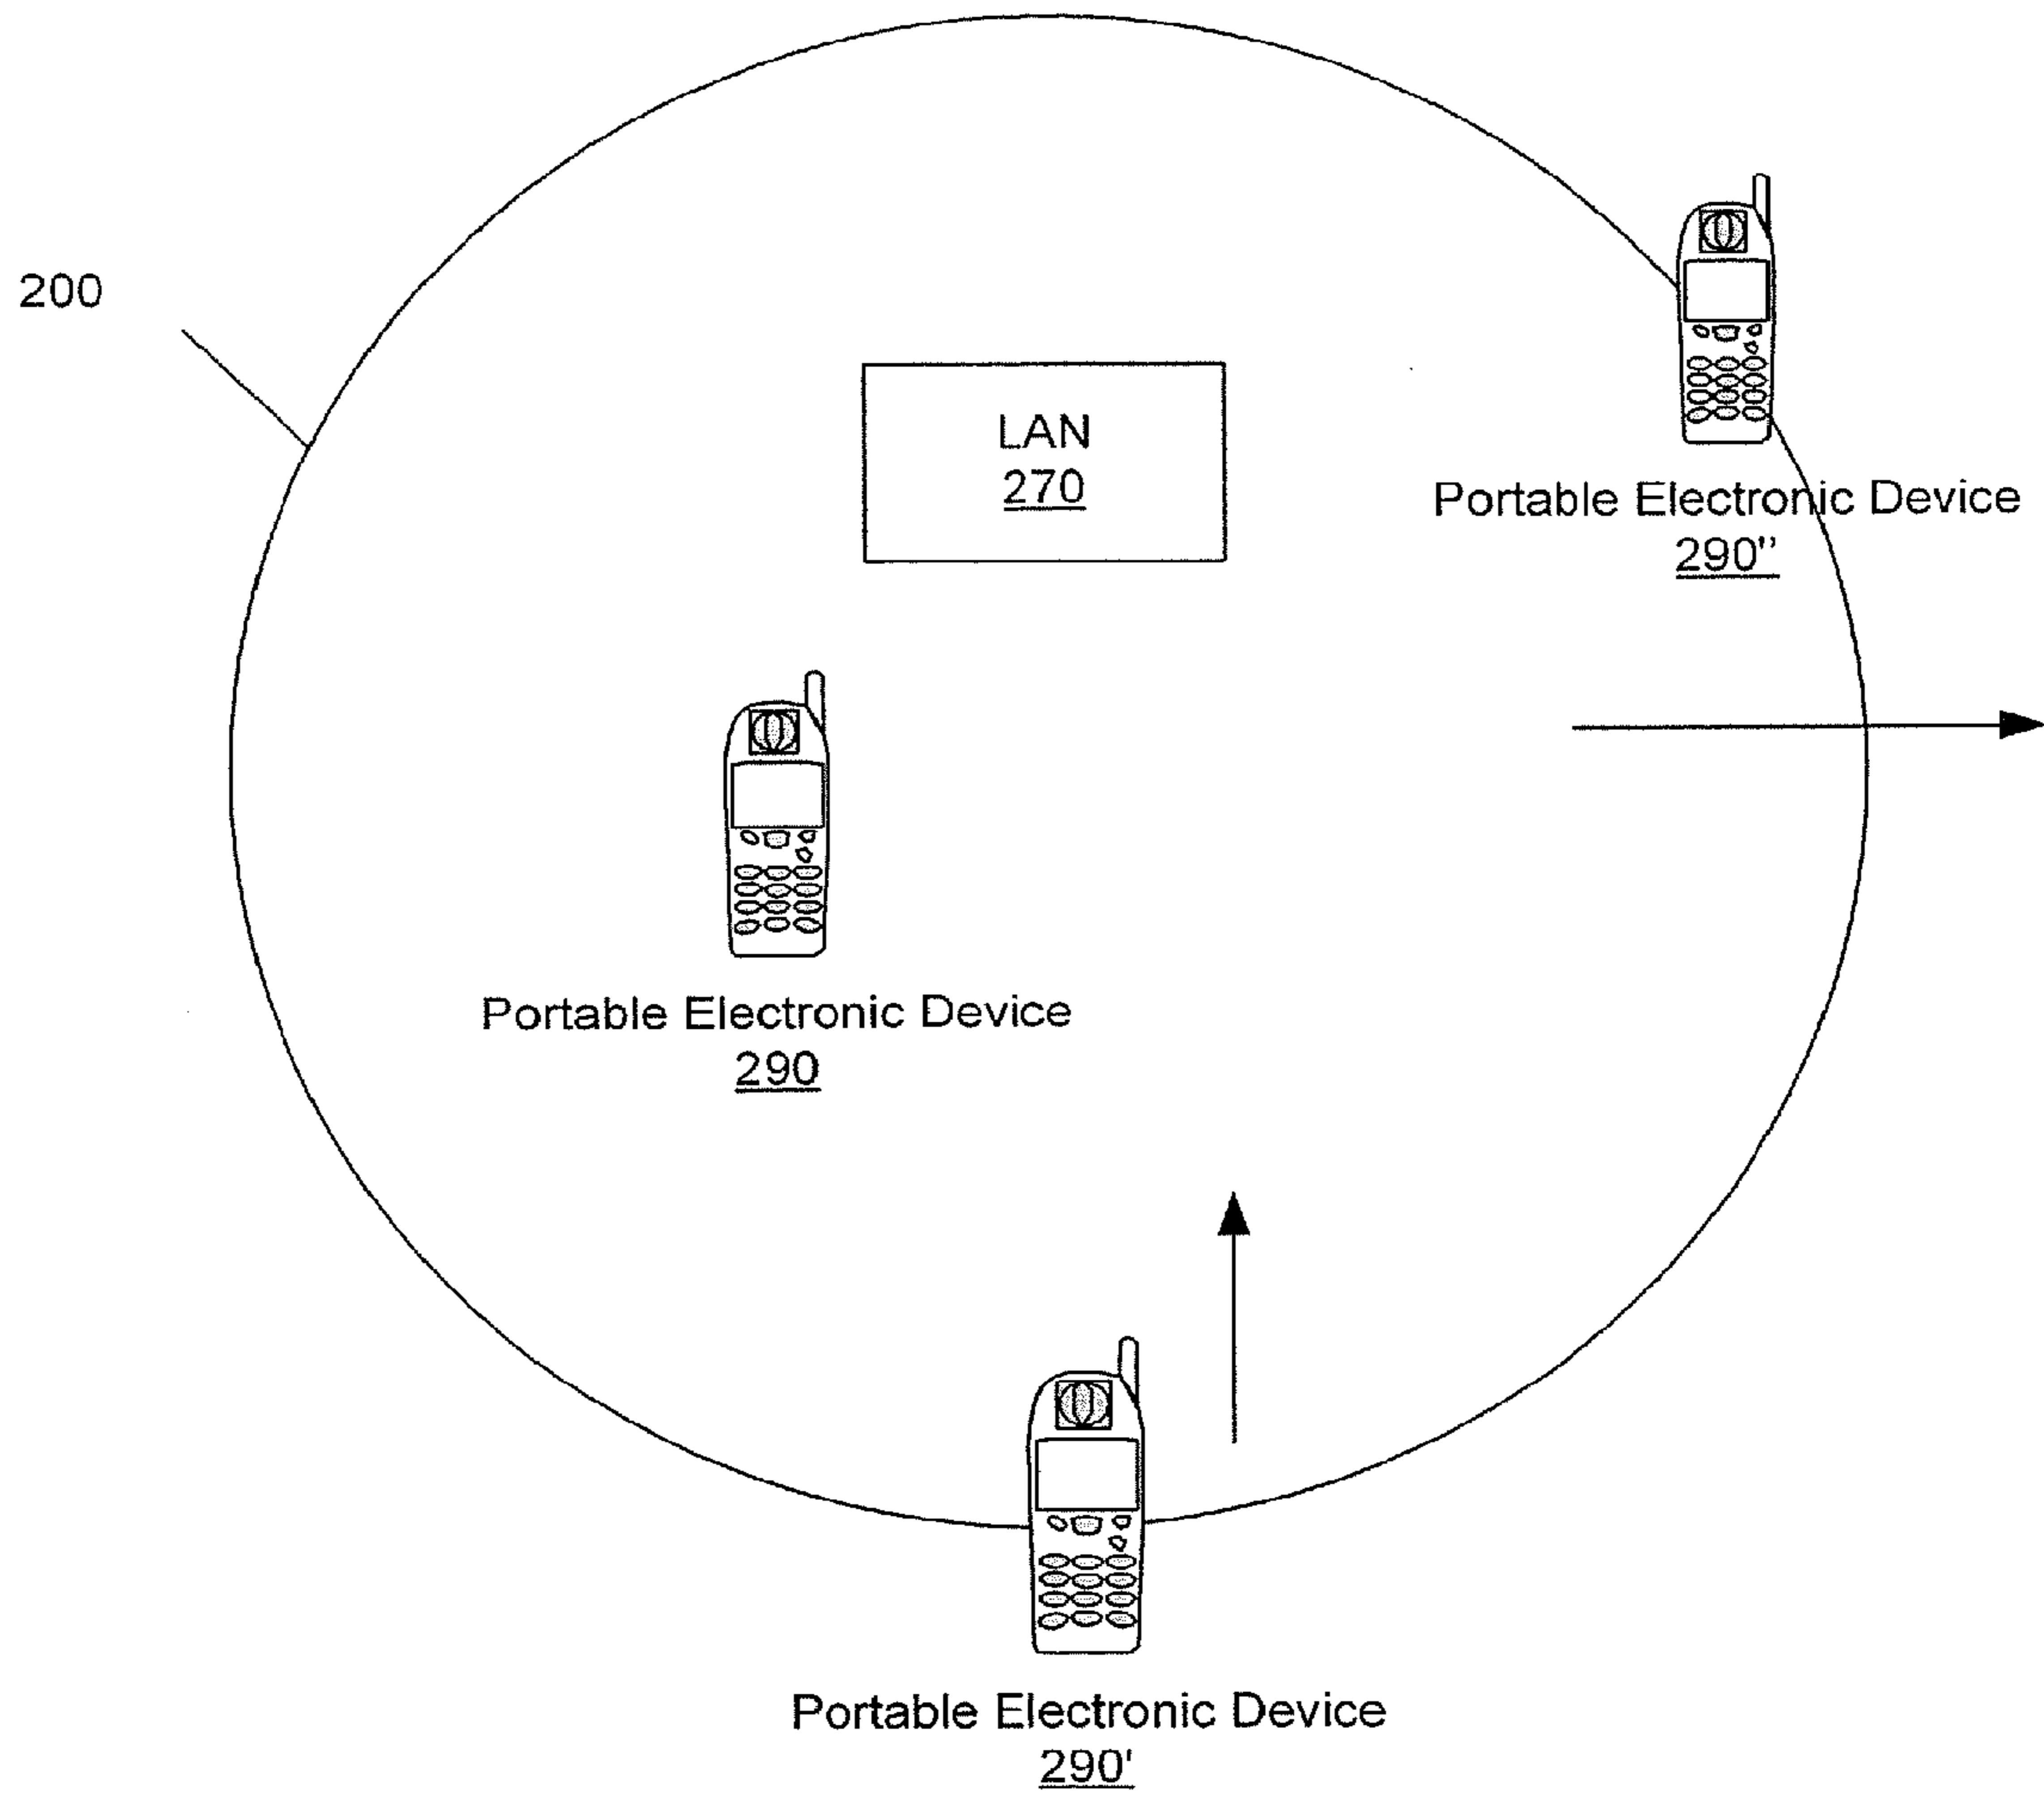 200
LAN
270
Portable Electronic Device
290''
Portable Electronic Device
290
Portable Electronic Device
290'